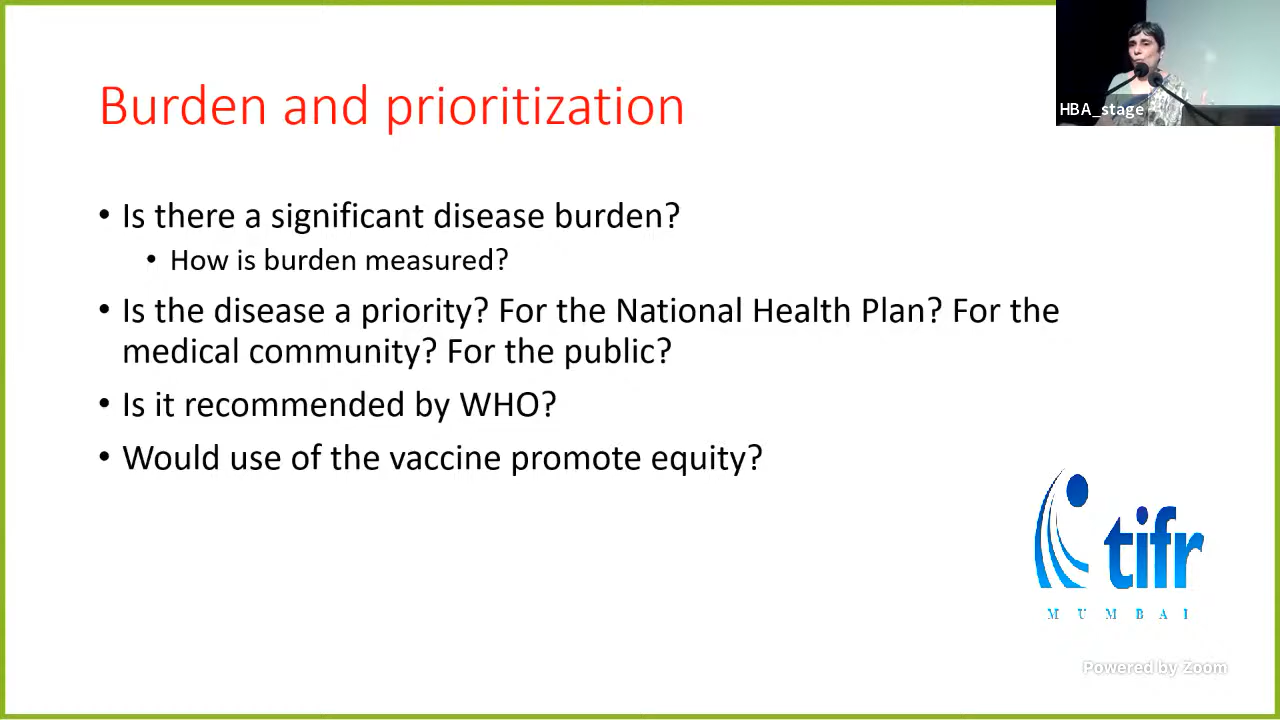 HBA_stage
Burden and prioritization
• Is there a significant disease burden?
• How is burden measured?
• Is the disease a priority? For the National Health Plan? For the
medical community? For the public?
• Is it recommended by WHO?
• Would use of the vaccine promote equity?
tifr
MUMBAI
Powered by Zoom